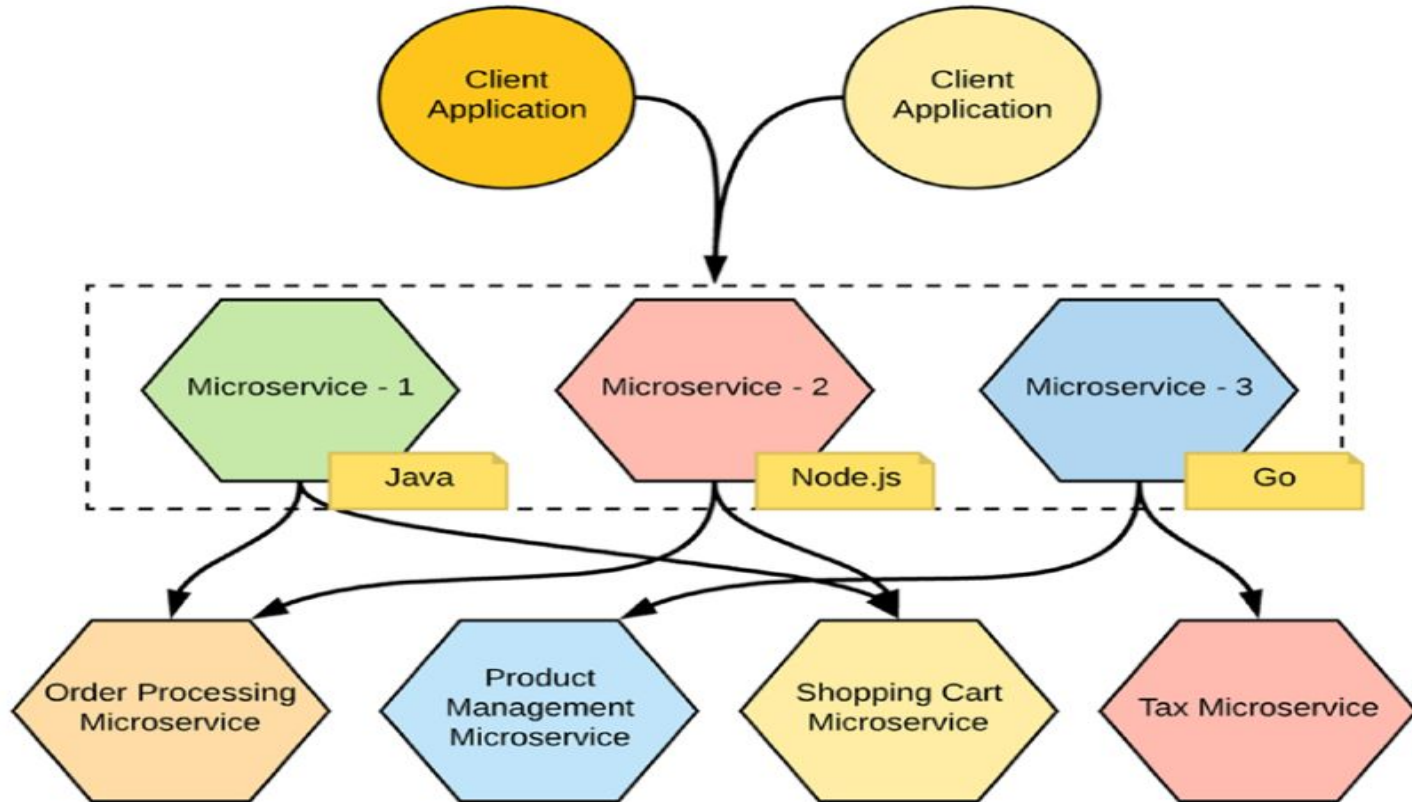 Client
Application
Client
Application
Microservice - 1
Microservice - 2
Microservice - 3
Java
Node.js
Go
Order Processing
Microservice
Product
Management
Microservice
Shopping Cart
Microservice
Tax Microservice